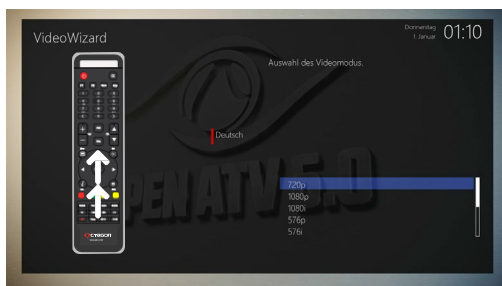 VideoWizard
Donnerstag
1. Januar
01:10
Auswahl des Videomodus.
Deutsch
OPEN ATV 5.0
720p
1080p
1080i
576p
576i
OCTAGON